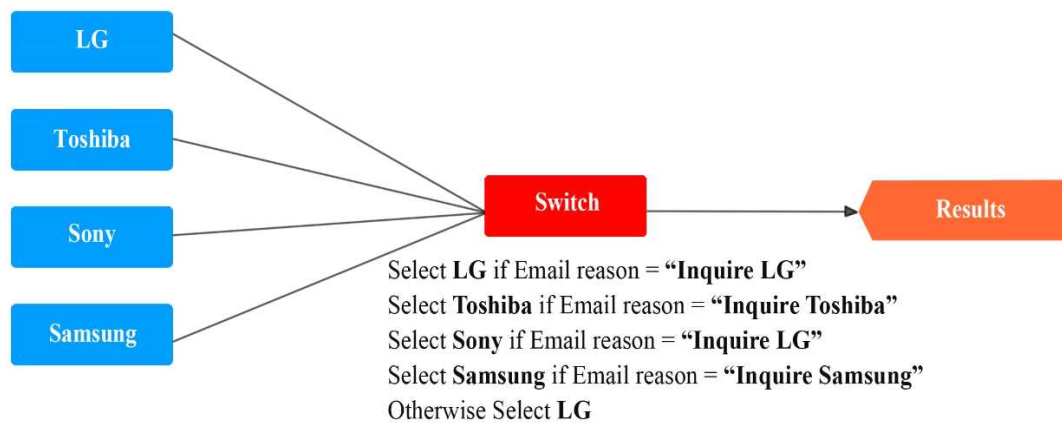 LG
Toshiba
Sony
Samsung
Switch
Results
Select LG if Email reason = “Inquire LG”
Select Toshiba if Email reason = “Inquire Toshiba”
Select Sony if Email reason = “Inquire LG”
Select Samsung if Email reason = “Inquire Samsung”
Otherwise Select LG